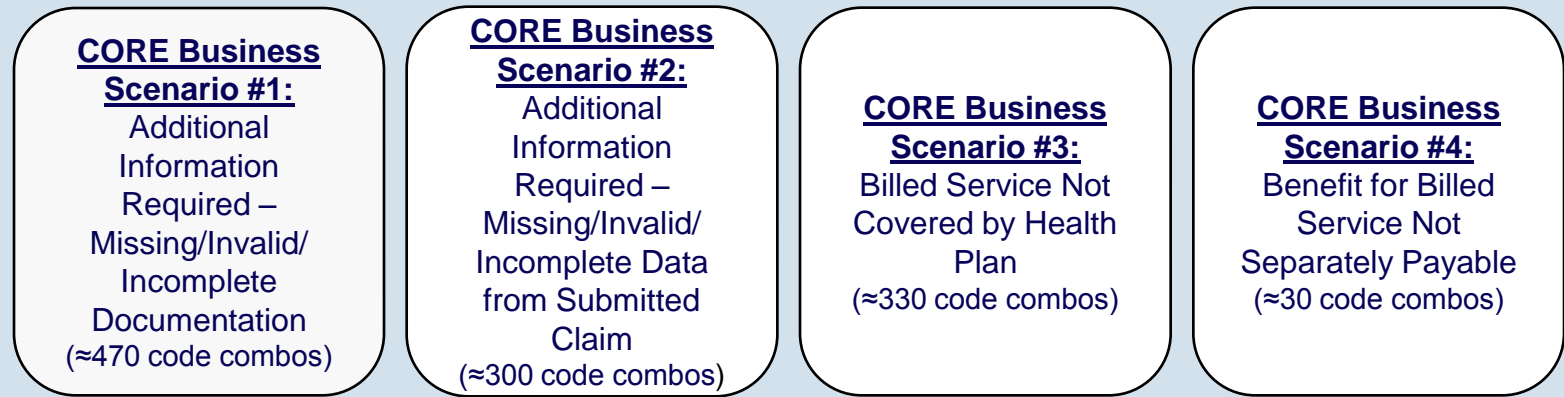 CORE Business
Scenario #1:
Additional
Information
Required –
Missing/Invalid/
Incomplete
Documentation
(≈470 code combos)
CORE Business
Scenario #2:
Additional
Information
Required –
Missing/Invalid/
Incomplete Data
from Submitted
Claim
(≈300 code combos)
CORE Business
Scenario #3:
Billed Service Not
Covered by Health
Plan
(≈330 code combos)
CORE Business
Scenario #4:
Benefit for Billed
Service Not
Separately Payable
(≈30 code combos)